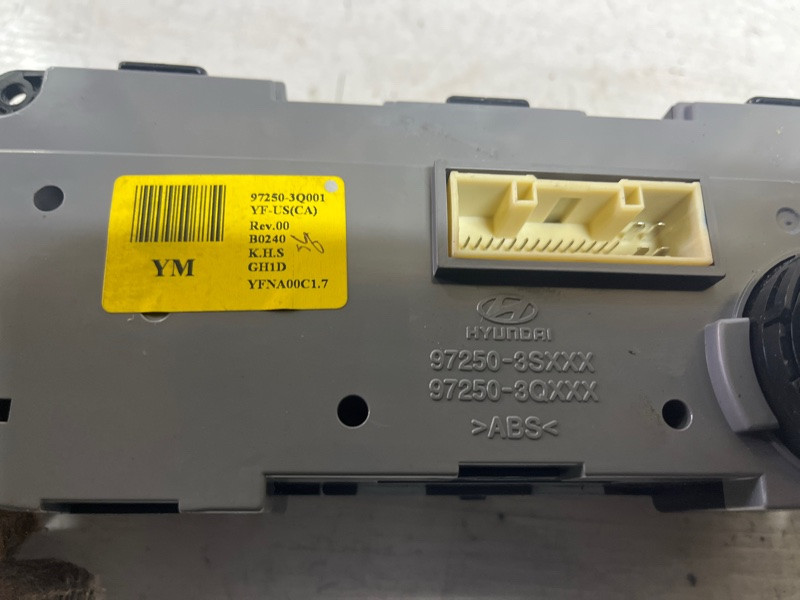 97250-3Q001
YF-US(CA)
Rev.00
B0240
K.H.S
GH1D
YFNA00C1.7
YM
HYUNDAI
97250-3SXXX
97250-3QXXX
>ABS<